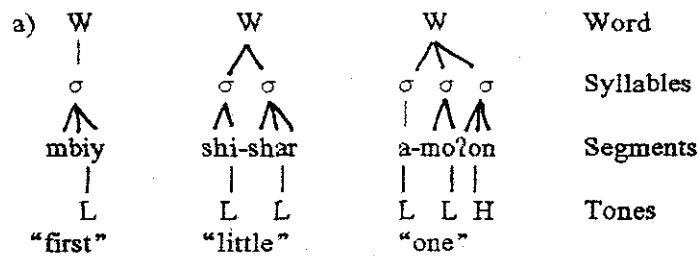 a) W W W Word
σ σ σ σ σ σ Syllables
mbiy shi-shar a-moʔon Segments
L L L L L H Tones
“first” “little” “one”